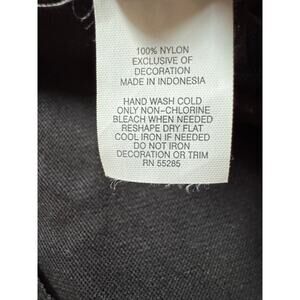 100% NYLON
EXCLUSIVE OF
DECORATION
MADE IN INDONESIA
HAND WASH COLD
ONLY NON-CHLORINE
BLEACH WHEN NEEDED
RESHAPE DRY FLAT
COOL IRON IF NEEDED
DO NOT IRON
DECORATION OR TRIM
RN 55285